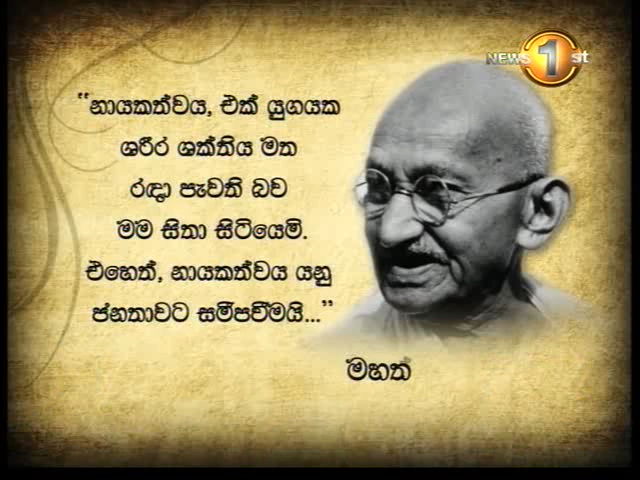 NEWS 1st
“නායකත්වය, එක් යුගයක
ශරීර ශක්තිය මත
රඳා පැවති බව
මම සිතා සිටියෙමි.
එහෙත්, නායකත්වය යනු
ජනතාවට සමීපවීමයි...”
මහත්